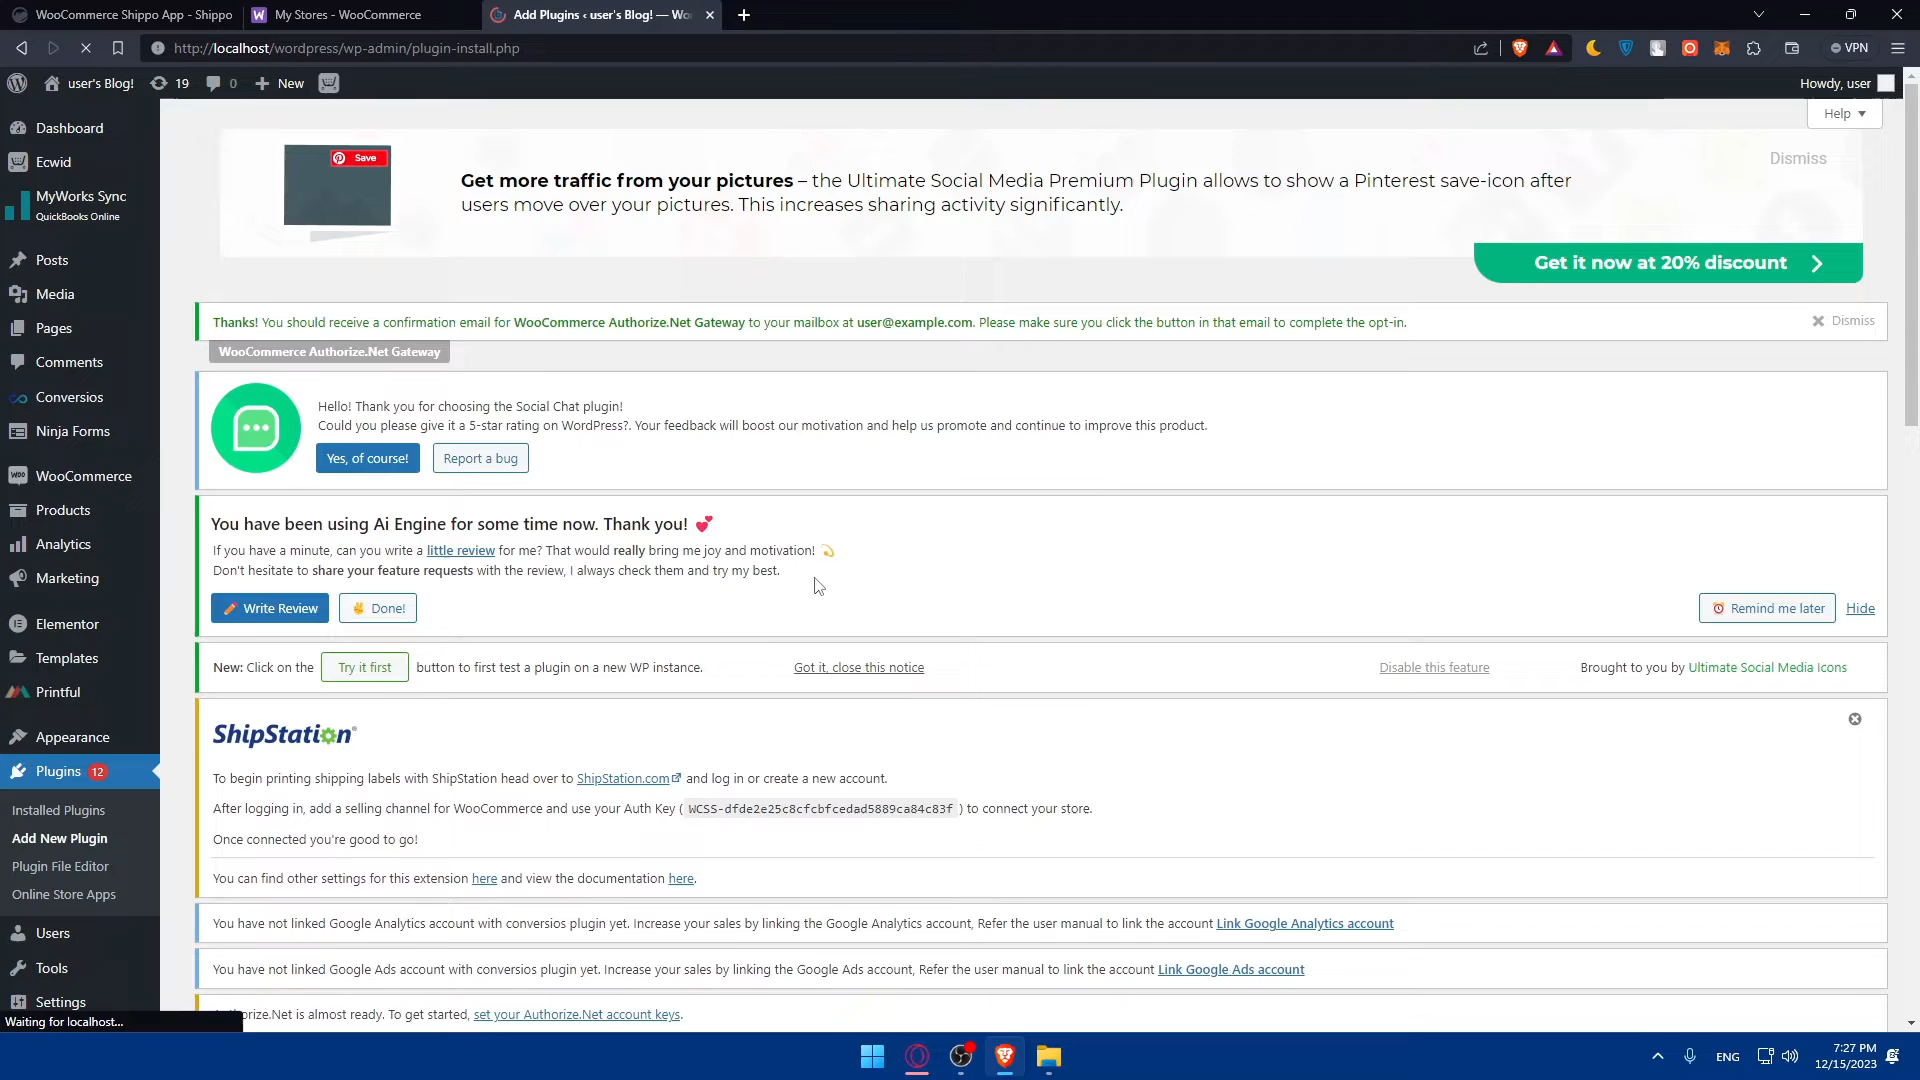 WooCommerce Shippo App - Shippo
My Stores - WooCommerce
Add Plugins ‹ user's Blog! — Wo
http://localhost/wordpress/wp-admin/plugin-install.php
VPN
user's Blog!
19
0
New
Howdy, user
Help
Dashboard
Ecwid
MyWorks Sync
QuickBooks Online
Posts
Media
Pages
Comments
Conversios
Ninja Forms
WooCommerce
Products
Analytics
Marketing
Elementor
Templates
Printful
Appearance
Plugins 12
Installed Plugins
Add New Plugin
Plugin File Editor
Online Store Apps
Users
Tools
Settings
Waiting for localhost...
Save
Dismiss
Get more traffic from your pictures – the Ultimate Social Media Premium Plugin allows to show a Pinterest save-icon after
users move over your pictures. This increases sharing activity significantly.
Get it now at 20% discount
Thanks! You should receive a confirmation email for WooCommerce Authorize.Net Gateway to your mailbox at user@example.com. Please make sure you click the button in that email to complete the opt-in.
Dismiss
WooCommerce Authorize.Net Gateway
Hello! Thank you for choosing the Social Chat plugin!
Could you please give it a 5-star rating on WordPress?. Your feedback will boost our motivation and help us promote and continue to improve this product.
Yes, of course!
Report a bug
You have been using Ai Engine for some time now. Thank you! 💕
If you have a minute, can you write a little review for me? That would really bring me joy and motivation! 💫
Don't hesitate to share your feature requests with the review, I always check them and try my best.
Write Review
Done!
Remind me later
Hide
New: Click on the Try it first button to first test a plugin on a new WP instance.
Got it, close this notice
Disable this feature
Brought to you by Ultimate Social Media Icons
ShipStation
To begin printing shipping labels with ShipStation head over to ShipStation.com and log in or create a new account.
After logging in, add a selling channel for WooCommerce and use your Auth Key ( WCSS-dfde2e25c8cfcbfcedad5889ca84c83f ) to connect your store.
Once connected you're good to go!
You can find other settings for this extension here and view the documentation here.
You have not linked Google Analytics account with conversios plugin yet. Increase your sales by linking the Google Analytics account, Refer the user manual to link the account Link Google Analytics account
You have not linked Google Ads account with conversios plugin yet. Increase your sales by linking the Google Ads account, Refer the user manual to link the account Link Google Ads account
orize.Net is almost ready. To get started, set your Authorize.Net account keys.
ENG
7:27 PM
12/15/2023